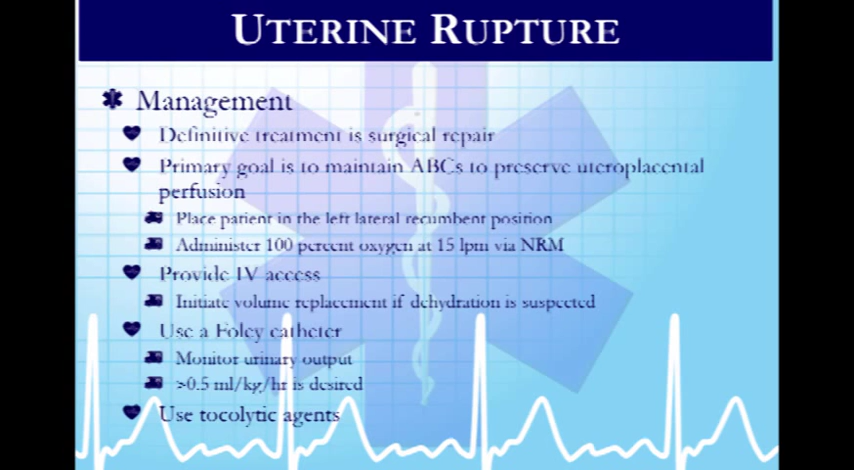 UTERINE RUPTURE
Management
Definitive treatment is surgical repair
Primary goal is to maintain ABCs to preserve uteroplacental
perfusion
Place patient in the left lateral recumbent position
Administer 100 percent oxygen at 15 lpm via NRM
Provide IV access
Initiate volume replacement if dehydration is suspected
Use a Foley catheter
Monitor urinary output
>0.5 ml/kg/hr is desired
Use tocolytic agents